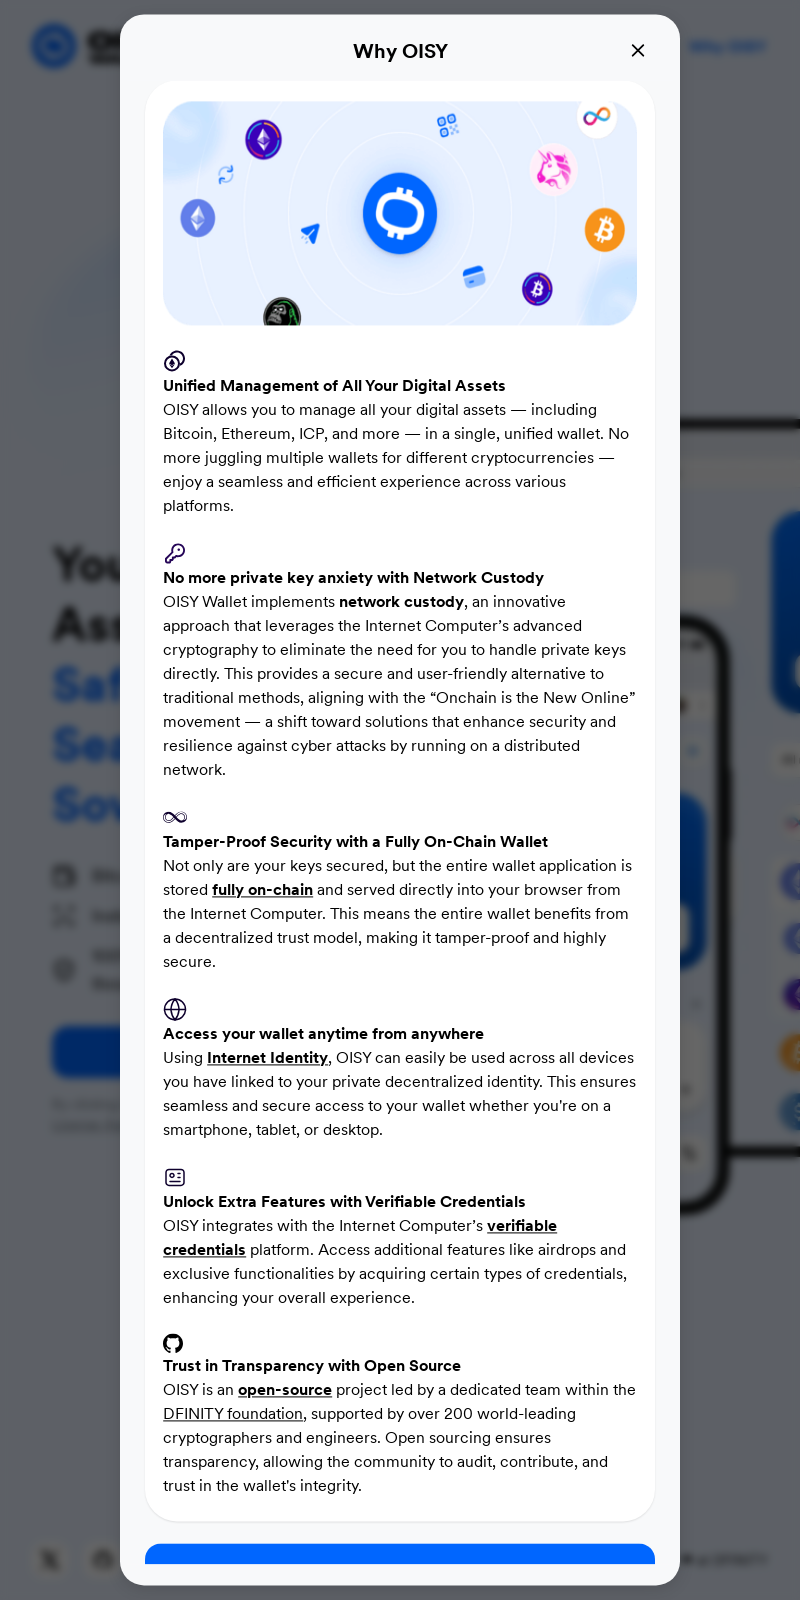 Why OISY
Why OISY
Unified Management of All Your Digital Assets
OISY allows you to manage all your digital assets — including
Bitcoin, Ethereum, ICP, and more — in a single, unified wallet. No
more juggling multiple wallets for different cryptocurrencies —
enjoy a seamless and efficient experience across various
platforms.
No more private key anxiety with Network Custody
OISY Wallet implements network custody, an innovative
approach that leverages the Internet Computer’s advanced
cryptography to eliminate the need for you to handle private keys
directly. This provides a secure and user-friendly alternative to
traditional methods, aligning with the “Onchain is the New Online”
movement — a shift toward solutions that enhance security and
resilience against cyber attacks by running on a distributed
network.
Tamper-Proof Security with a Fully On-Chain Wallet
Not only are your keys secured, but the entire wallet application is
stored fully on-chain and served directly into your browser from
the Internet Computer. This means the entire wallet benefits from
a decentralized trust model, making it tamper-proof and highly
secure.
Access your wallet anytime from anywhere
Using Internet Identity, OISY can easily be used across all devices
you have linked to your private decentralized identity. This ensures
seamless and secure access to your wallet whether you're on a
smartphone, tablet, or desktop.
Unlock Extra Features with Verifiable Credentials
OISY integrates with the Internet Computer’s verifiable
credentials platform. Access additional features like airdrops and
exclusive functionalities by acquiring certain types of credentials,
enhancing your overall experience.
Trust in Transparency with Open Source
OISY is an open-source project led by a dedicated team within the
DFINITY foundation, supported by over 200 world-leading
cryptographers and engineers. Open sourcing ensures
transparency, allowing the community to audit, contribute, and
trust in the wallet's integrity.